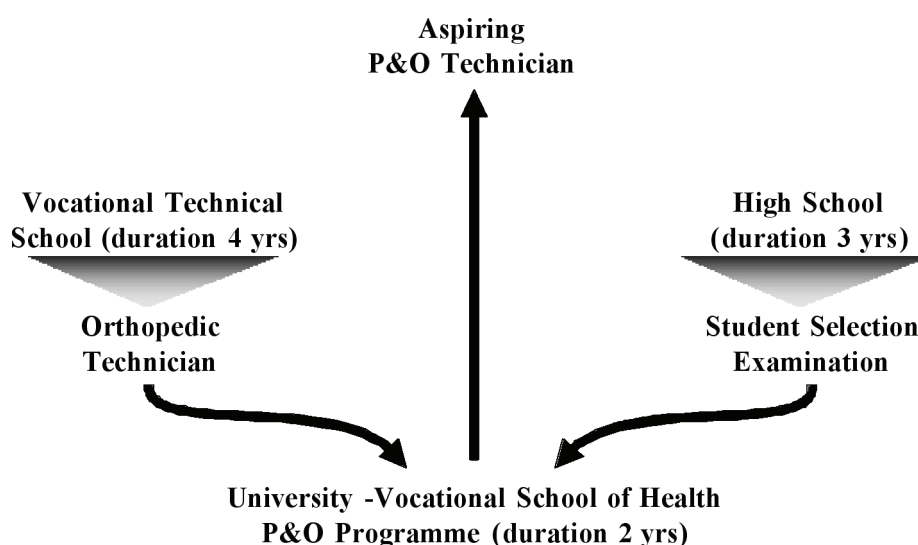 Aspiring
P&O Technician
Vocational Technical
School (duration 4 yrs)
High School
(duration 3 yrs)
Orthopedic
Technician
Student Selection
Examination
University -Vocational School of Health
P&O Programme (duration 2 yrs)